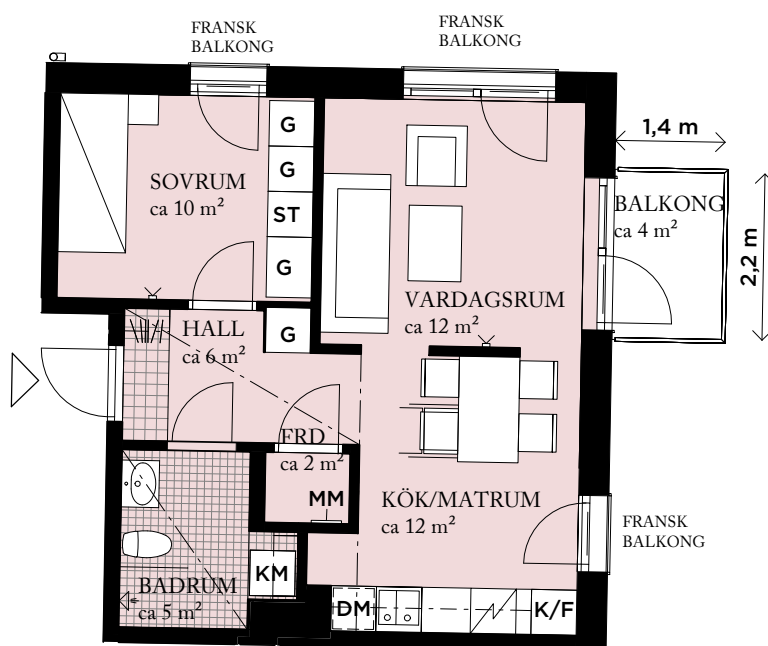 FRANSK
BALKONG
FRANSK
BALKONG
1,4 m
G
G
SOVRUM
ca 10 m²
ST
G
BALKONG
ca 4 m²
2,2 m
VARDAGSRUM
ca 12 m²
HALL
ca 6 m²
G
FRD
ca 2 m²
MM
KÖK/MATRUM
ca 12 m²
FRANSK
BALKONG
KM
BADRUM
ca 5 m²
DM
K/F